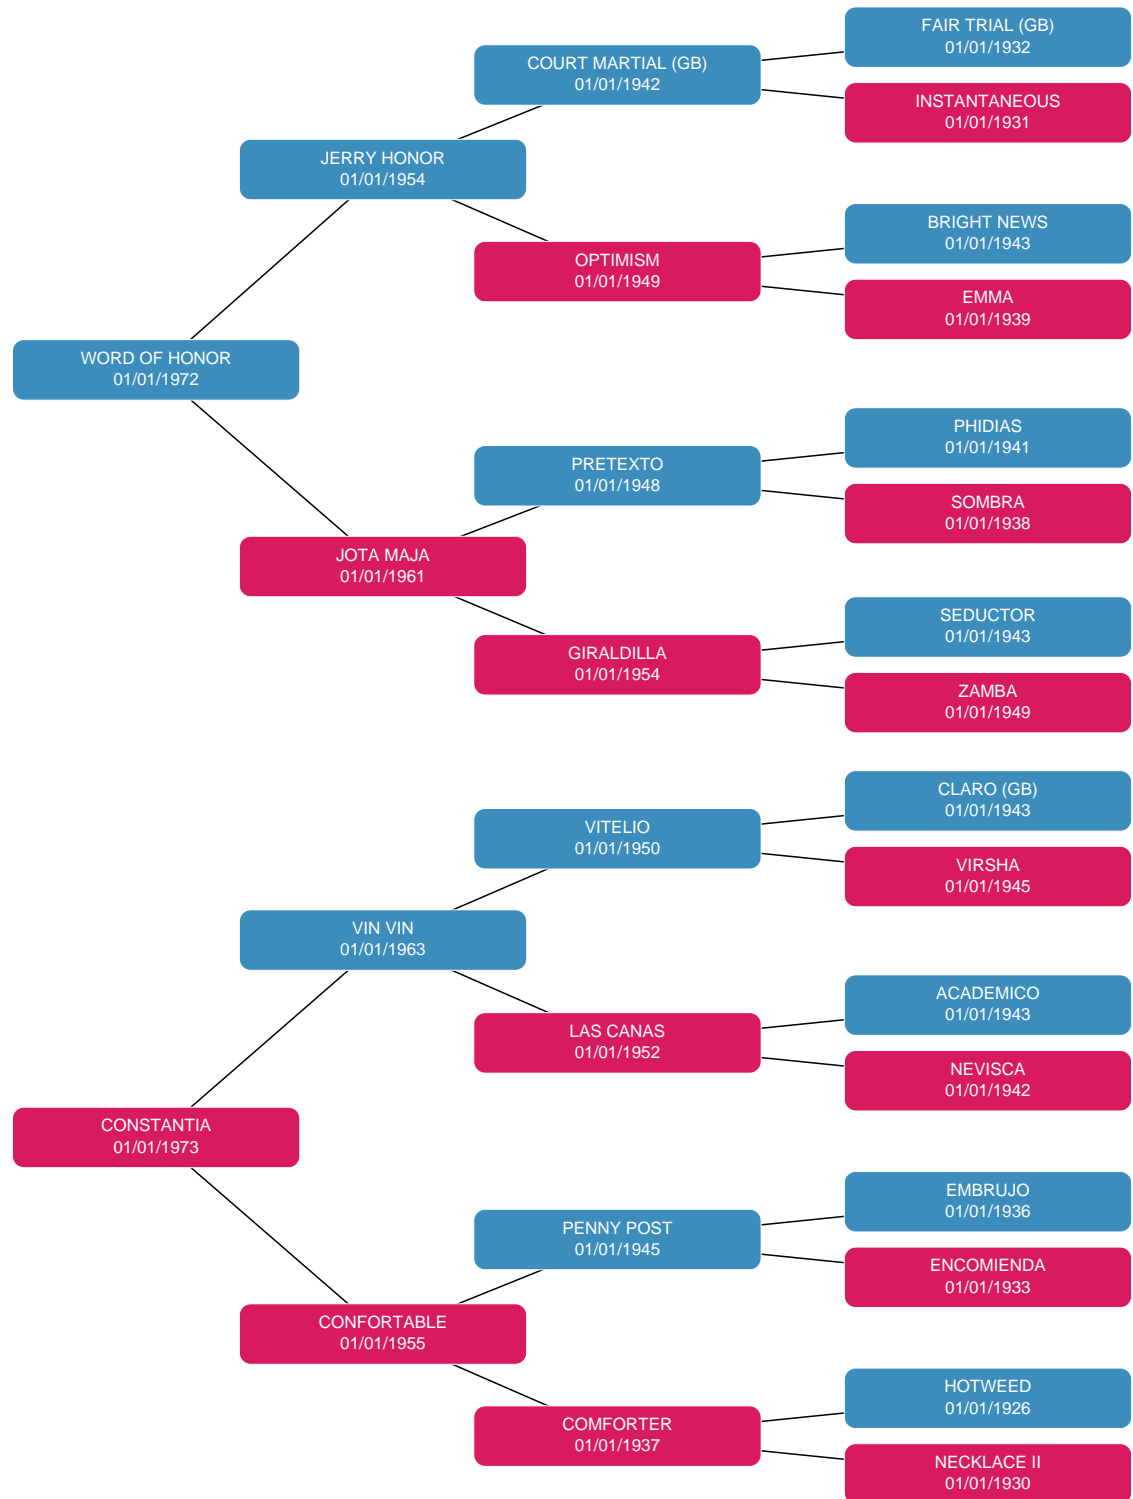 FAIR TRIAL (GB)
01/01/1932
COURT MARTIAL (GB)
01/01/1942
INSTANTANEOUS
01/01/1931
JERRY HONOR
01/01/1954
BRIGHT NEWS
01/01/1943
OPTIMISM
01/01/1949
EMMA
01/01/1939
WORD OF HONOR
01/01/1972
PHIDIAS
01/01/1941
PRETEXTO
01/01/1948
SOMBRA
01/01/1938
JOTA MAJA
01/01/1961
SEDUCTOR
01/01/1943
GIRALDILLA
01/01/1954
ZAMBA
01/01/1949
CLARO (GB)
01/01/1943
VITELIO
01/01/1950
VIRSHA
01/01/1945
VIN VIN
01/01/1963
ACADEMICO
01/01/1943
LAS CANAS
01/01/1952
NEVISCA
01/01/1942
CONSTANTIA
01/01/1973
EMBRUJO
01/01/1936
PENNY POST
01/01/1945
ENCOMIENDA
01/01/1933
CONFORTABLE
01/01/1955
HOTWEED
01/01/1926
COMFORTER
01/01/1937
NECKLACE II
01/01/1930